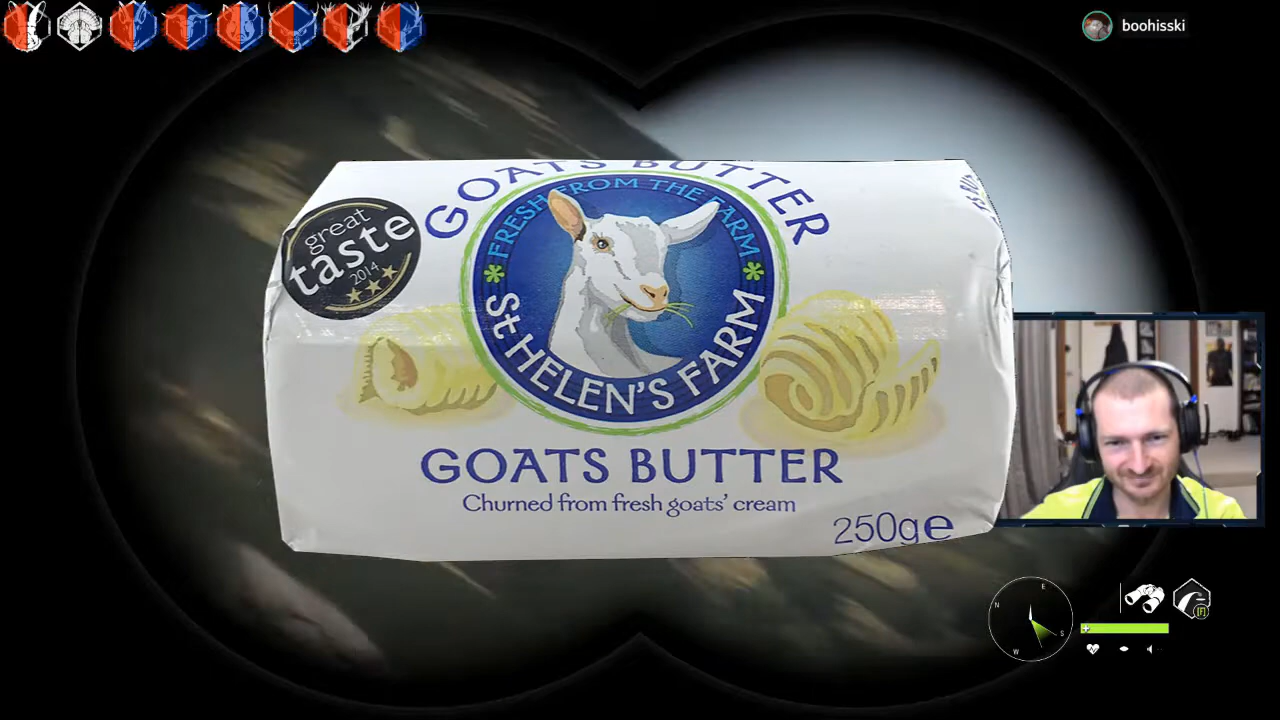 boohisski
GOATS BUTTER
great
taste
2014
FRESH FROM THE FARM
St HELEN'S FARM
GOATS BUTTER
Churned from fresh goats' cream
250g e
N
E
S
W
[F]